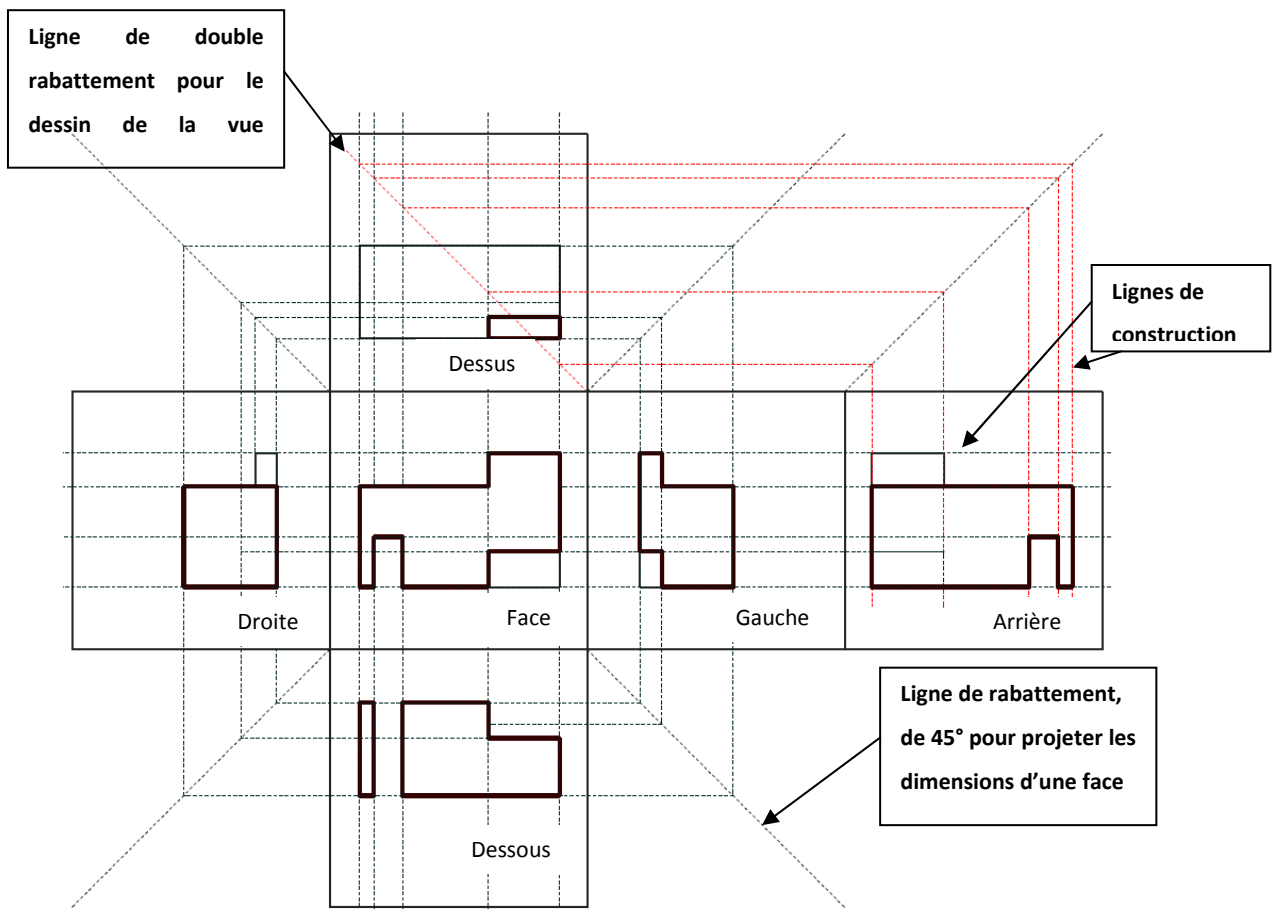 Ligne de double
rabattement pour le
dessin de la vue
Dessus
Lignes de
construction
Droite
Face
Gauche
Arrière
Ligne de rabattement,
de 45° pour projeter les
dimensions d’une face
Dessous